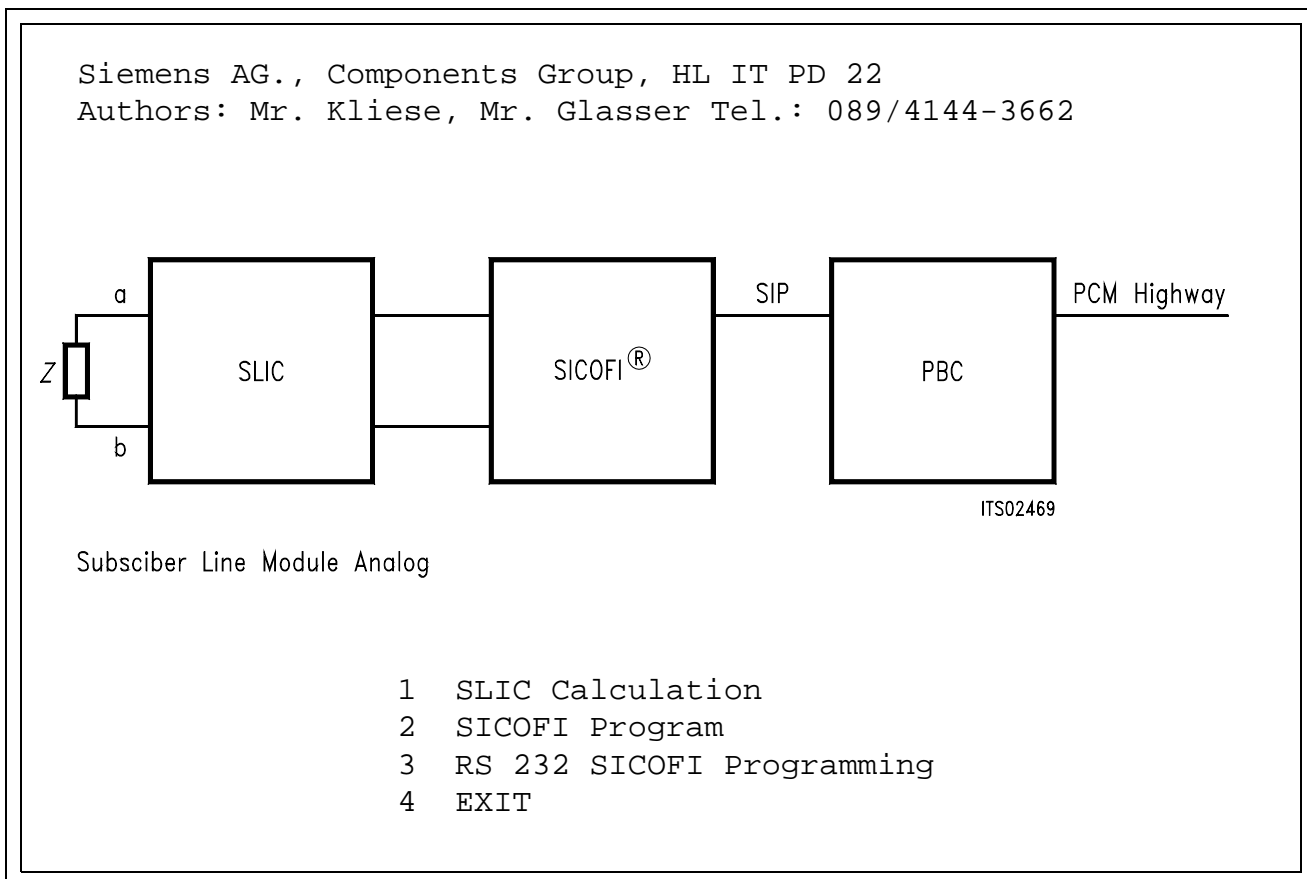 Siemens AG., Components Group, HL IT PD 22
Authors: Mr. Kliese, Mr. Glasser Tel.: 089/4144-3662
a
Z
b
SLIC
SICOFI®
SIP
PBC
PCM Highway
ITS02469
Subsciber Line Module Analog
1 SLIC Calculation
2 SICOFI Program
3 RS 232 SICOFI Programming
4 EXIT